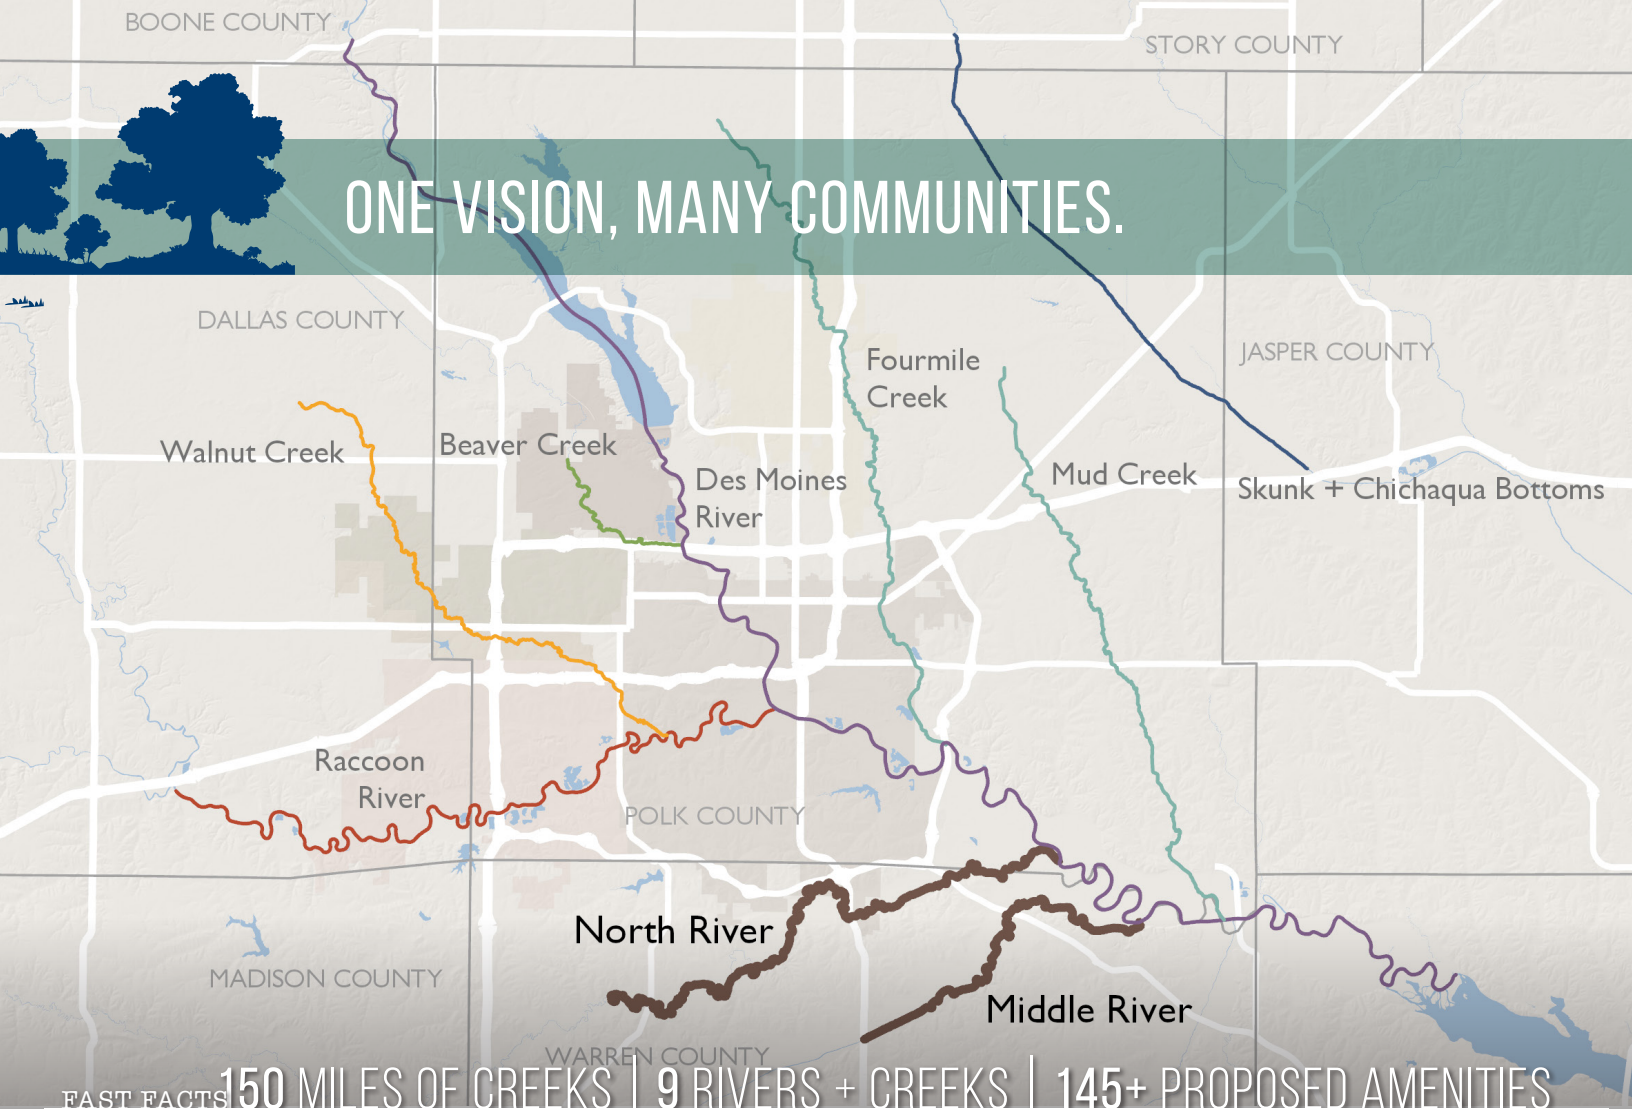 BOONE COUNTY
STORY COUNTY
ONE VISION, MANY COMMUNITIES.
DALLAS COUNTY
JASPER COUNTY
Fourmile
Creek
Walnut Creek
Beaver Creek
Des Moines
River
Mud Creek
Skunk + Chichaqua Bottoms
Raccoon
River
POLK COUNTY
North River
MADISON COUNTY
Middle River
WARREN COUNTY
FAST FACTS 150 MILES OF CREEKS | 9 RIVERS + CREEKS | 145+ PROPOSED AMENITIES